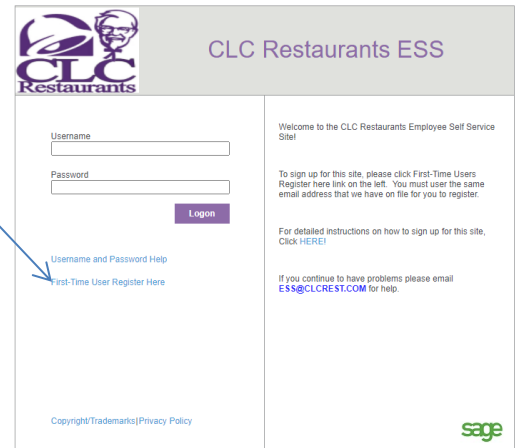 CLC
Restaurants
CLC Restaurants ESS
Username
Password
Logon
Username and Password Help
First-Time User Register Here
Copyright/Trademarks|Privacy Policy
Welcome to the CLC Restaurants Employee Self Service
Site!
To sign up for this site, please click First-Time Users
Register here link on the left. You must user the same
email address that we have on file for you to register.
For detailed instructions on how to sign up for this site,
Click HERE!
If you continue to have problems please email
ESS@CLCREST.COM for help.
sage